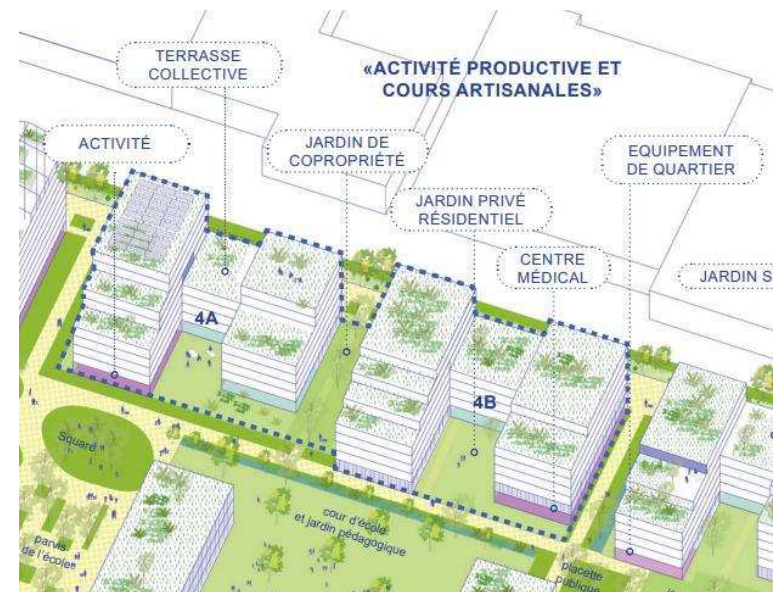 TERRASSE
COLLECTIVE
«ACTIVITÉ PRODUCTIVE ET
COURS ARTISANALES»
ACTIVITÉ
JARDIN DE
COPROPRIÉTÉ
EQUIPEMENT
DE QUARTIER
JARDIN PRIVÉ
RÉSIDENTIEL
CENTRE
MÉDICAL
JARDIN S
4A
4B
Square
cour d'école
et jardin pédagogique
parvis
de l'école
placette
publique